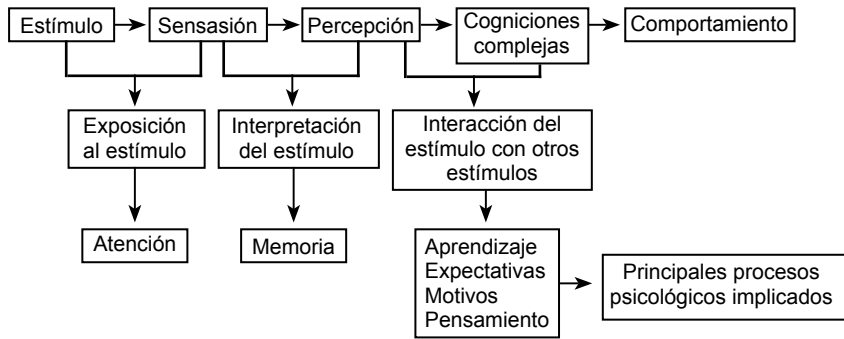 Estímulo
Sensasión
Percepción
Cogniciones
complejas
Comportamiento
Exposición
al estímulo
Interpretación
del estímulo
Interacción del
estímulo con otros
estímulos
Atención
Memoria
Aprendizaje
Expectativas
Motivos
Pensamiento
Principales procesos
psicológicos implicados